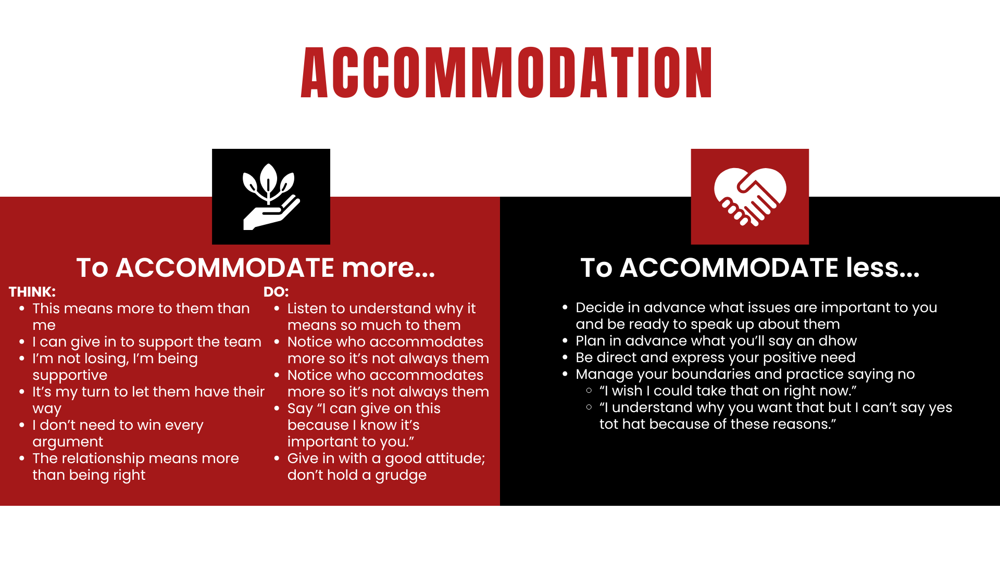 ACCOMMODATION
To ACCOMMODATE more...
THINK:
• This means more to them than
me
• I can give in to support the team
• I’m not losing, I’m being
supportive
• It’s my turn to let them have their
way
• I don’t need to win every
argument
• The relationship means more
than being right
DO:
• Listen to understand why it
means so much to them
• Notice who accommodates
more so it’s not always them
• Notice who accommodates
more so it’s not always them
• Say “I can give on this
because I know it’s
important to you.”
• Give in with a good attitude;
don’t hold a grudge
To ACCOMMODATE less...
• Decide in advance what issues are important to you
and be ready to speak up about them
• Plan in advance what you’ll say an dhow
• Be direct and express your positive need
• Manage your boundaries and practice saying no
◦ “I wish I could take that on right now.”
◦ “I understand why you want that but I can’t say yes
tot hat because of these reasons.”